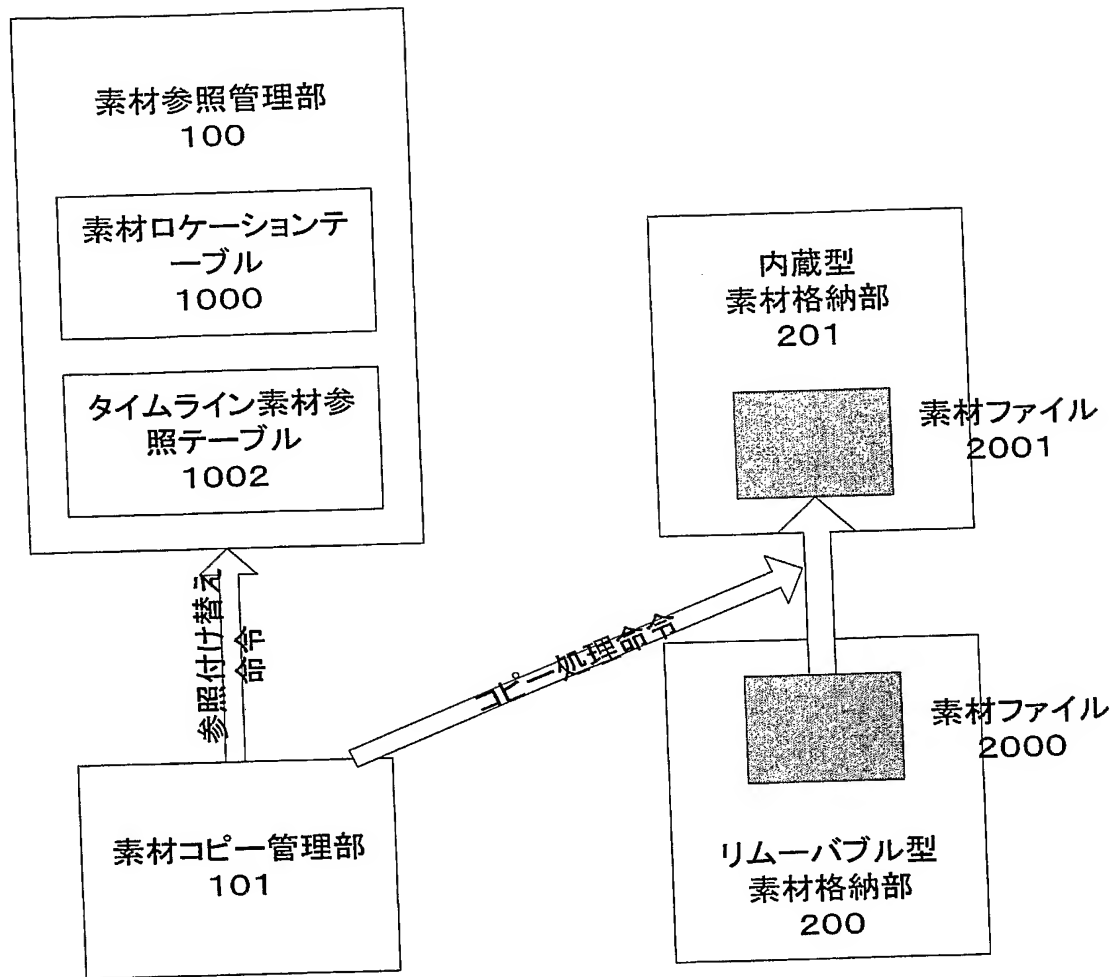 素材参照管理部
100
素材ロケーションテ
ーブル
1000
タイムライン素材参
照テーブル
1002
内蔵型
素材格納部
201
素材ファイル
2001
参照付け替え
命令
コピー処理命令
素材ファイル
2000
素材コピー管理部
101
リムーバブル型
素材格納部
200